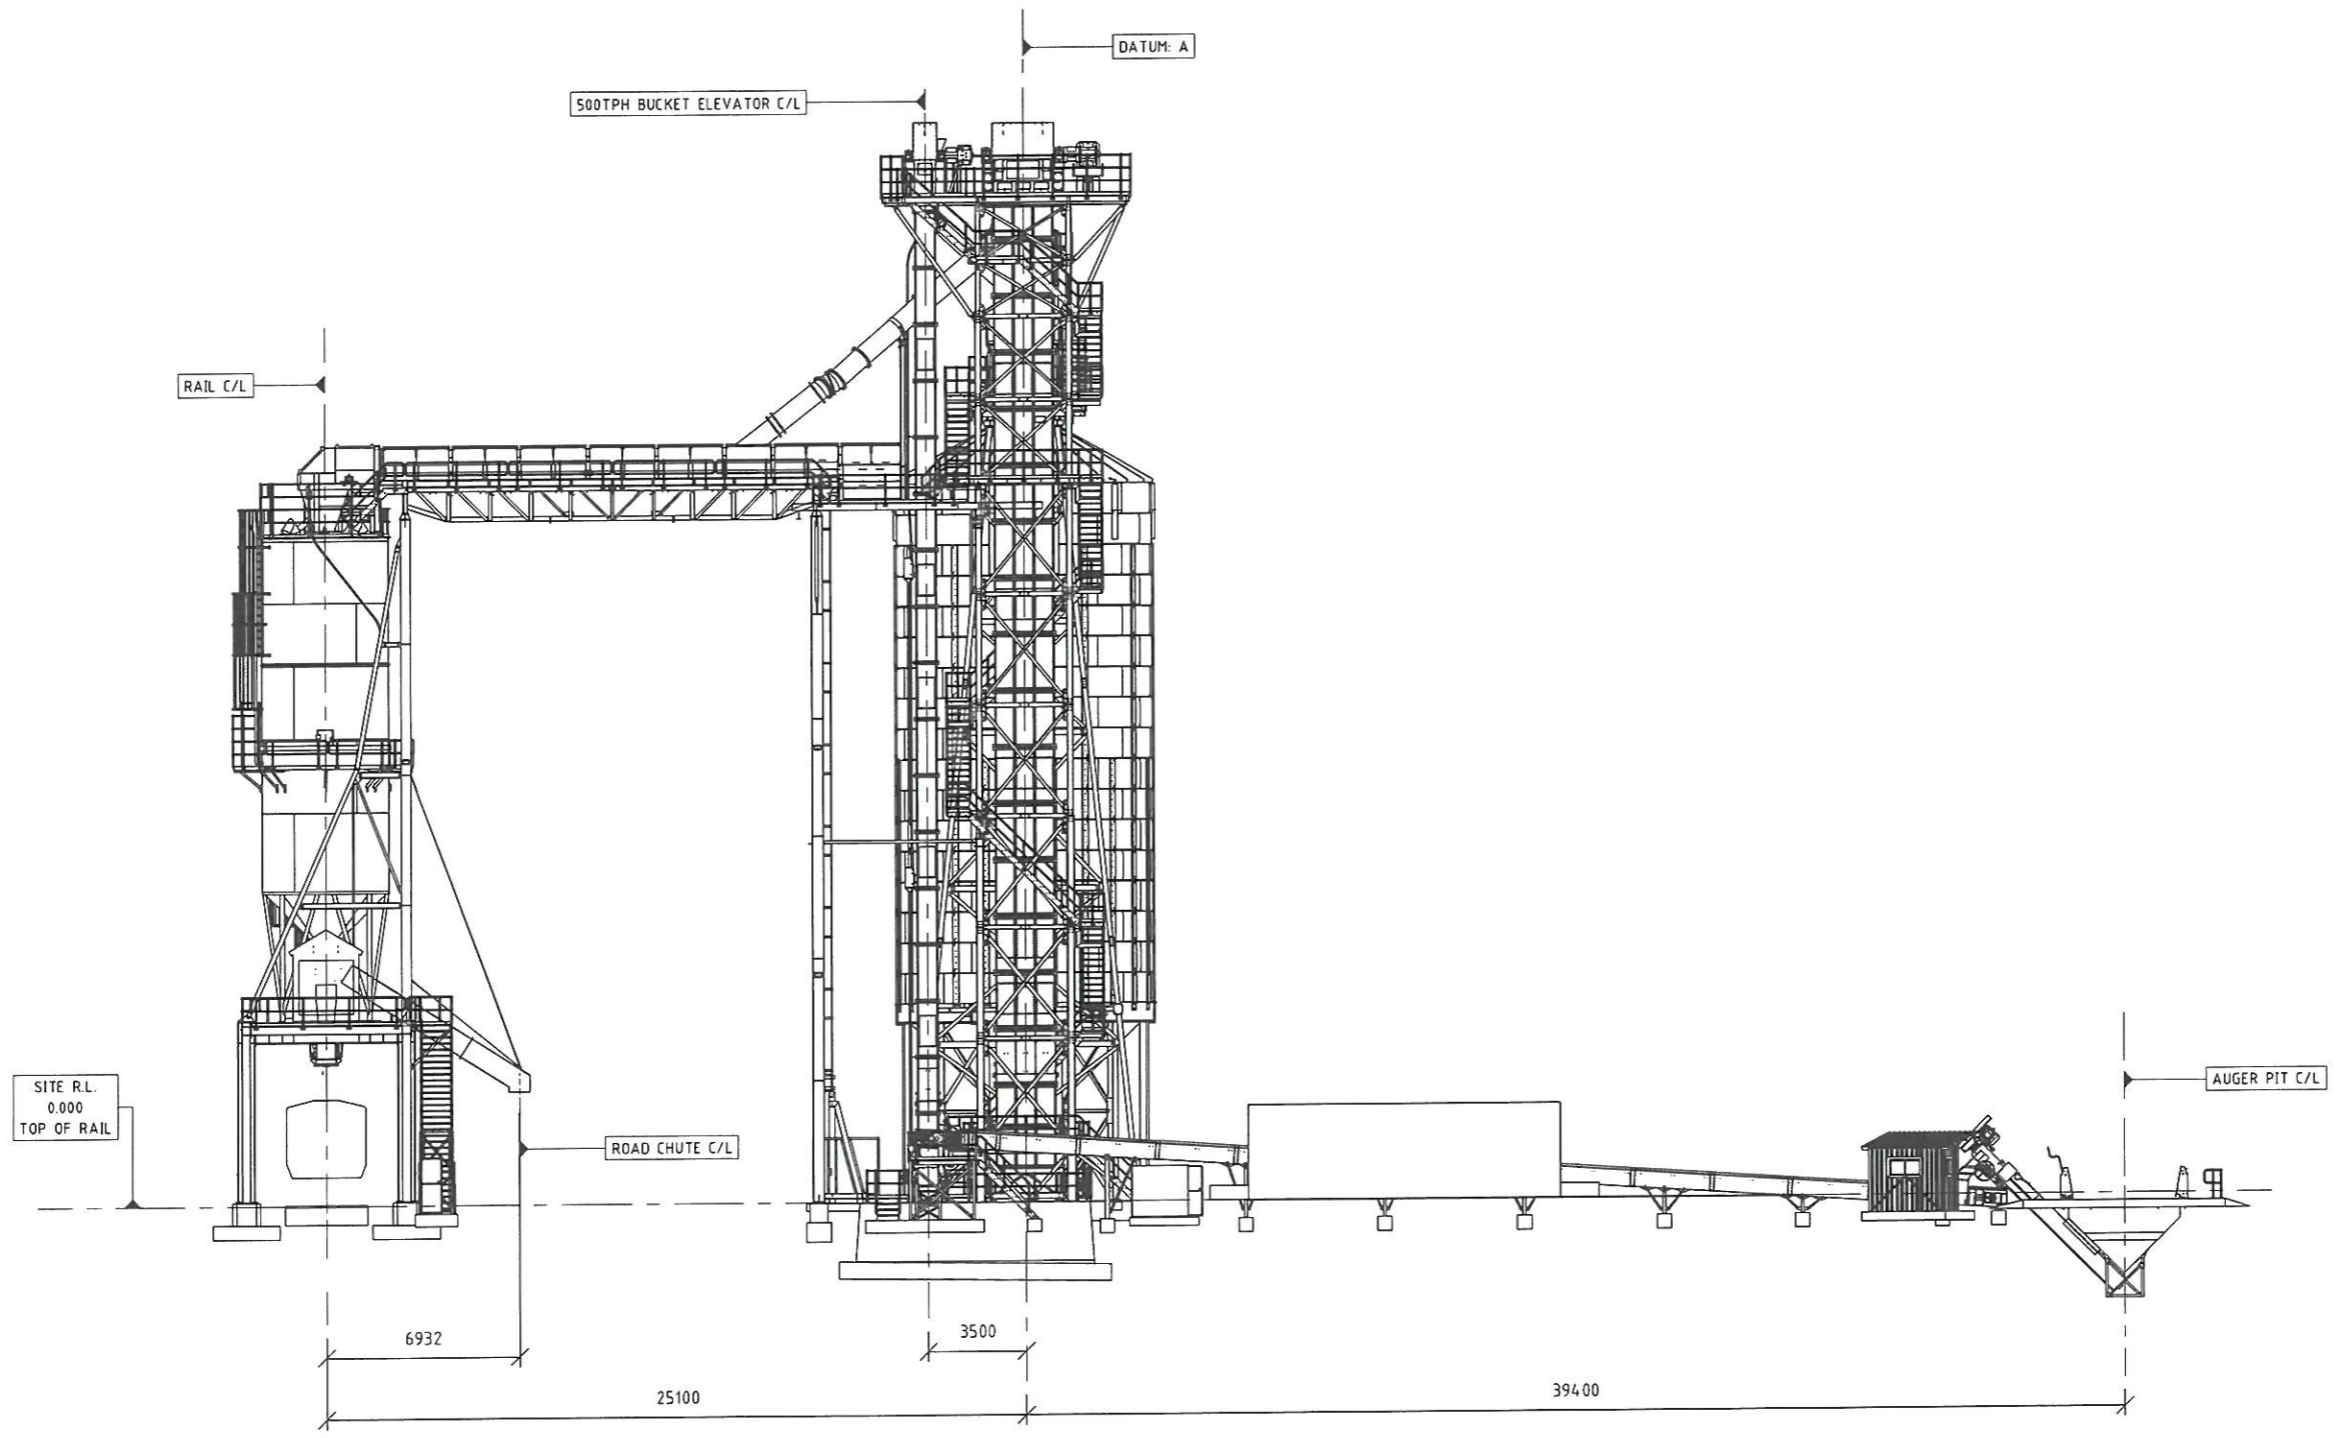 DATUM: A
500TPH BUCKET ELEVATOR C/L
RAIL C/L
SITE R.L.
0.000
TOP OF RAIL
AUGER PIT C/L
ROAD CHUTE C/L
6932
3500
25100
39400